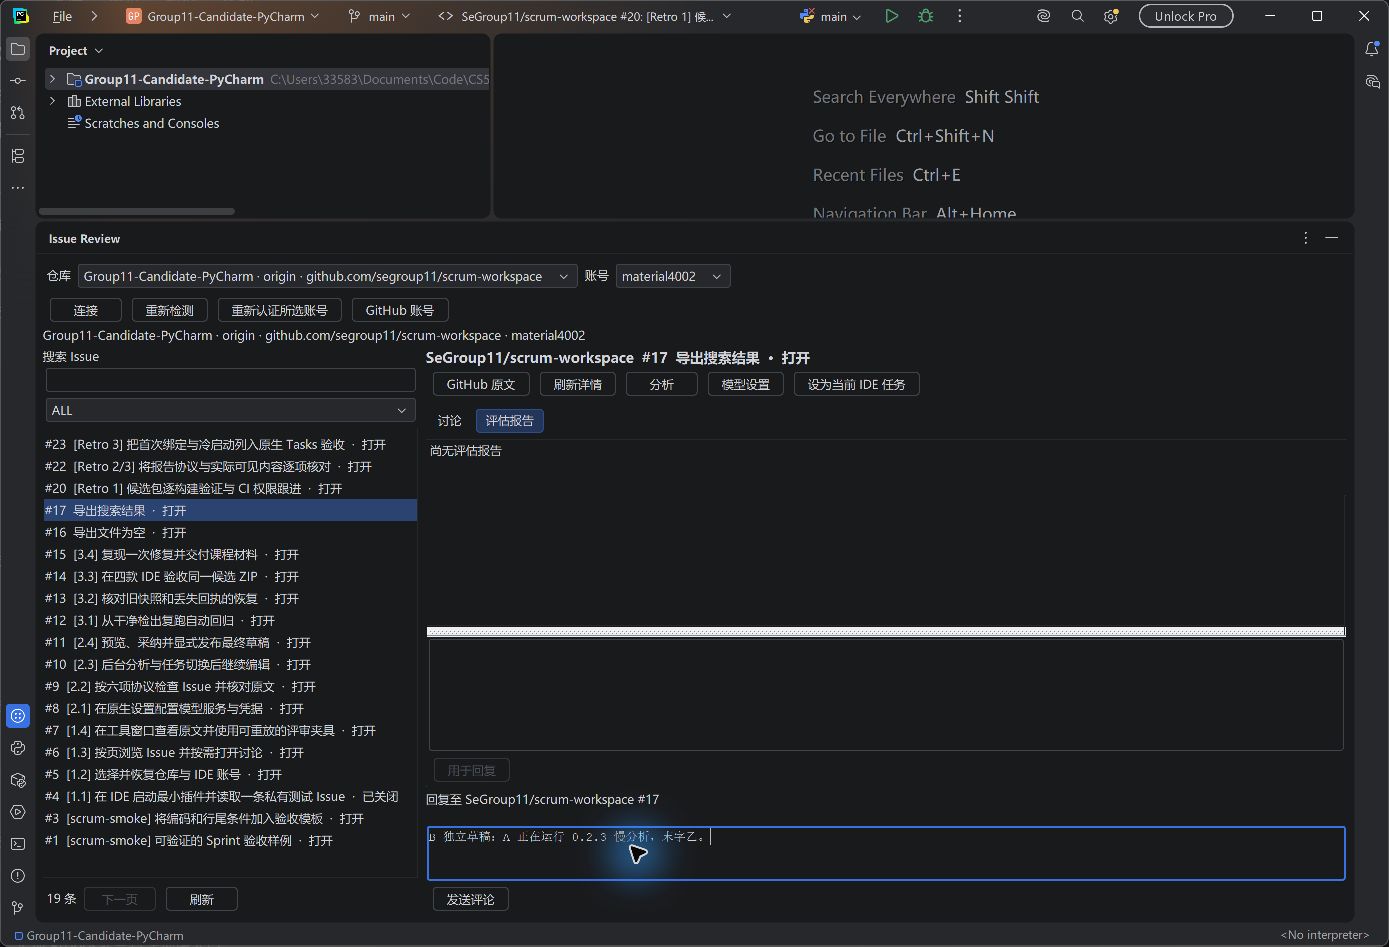 PC File GP Group11-Candidate-PyCharm main SeGroup11/scrum-workspace #20: [Retro 1] 候... main Unlock Pro
Project
Group11-Candidate-PyCharm C:\Users\33583\Documents\Code\CS5
External Libraries
Scratches and Consoles
Search Everywhere Shift Shift
Go to File Ctrl+Shift+N
Recent Files Ctrl+E
Navigation Bar Alt+Home
Issue Review
仓库 Group11-Candidate-PyCharm · origin · github.com/segroup11/scrum-workspace 账号 material4002
连接 重新检测 重新认证所选账号 GitHub 账号
Group11-Candidate-PyCharm · origin · github.com/segroup11/scrum-workspace · material4002
搜索 Issue
ALL
#23 [Retro 3] 把首次绑定与冷启动列入原生 Tasks 验收 · 打开
#22 [Retro 2/3] 将报告协议与实际可见内容逐项核对 · 打开
#20 [Retro 1] 候选包逐构建验证与 CI 权限跟进 · 打开
#17 导出搜索结果 · 打开
#16 导出文件为空 · 打开
#15 [3.4] 复现一次修复并交付课程材料 · 打开
#14 [3.3] 在四款 IDE 验收同一候选 ZIP · 打开
#13 [3.2] 核对旧快照和丢失回执的恢复 · 打开
#12 [3.1] 从干净检出复跑自动回归 · 打开
#11 [2.4] 预览、采纳并显式发布最终草稿 · 打开
#10 [2.3] 后台分析与任务切换后继续编辑 · 打开
#9 [2.2] 按六项协议检查 Issue 并核对原文 · 打开
#8 [2.1] 在原生设置配置模型服务与凭据 · 打开
#7 [1.4] 在工具窗口查看原文并使用可重放的评审夹具 · 打开
#6 [1.3] 按页浏览 Issue 并按需打开讨论 · 打开
#5 [1.2] 选择并恢复仓库与 IDE 账号 · 打开
#4 [1.1] 在 IDE 启动最小插件并读取一条私有测试 Issue · 已关闭
#3 [scrum-smoke] 将编码和行尾条件加入验收模板 · 打开
#1 [scrum-smoke] 可验证的 Sprint 验收样例 · 打开
19 条 下一页 刷新
SeGroup11/scrum-workspace #17 导出搜索结果 • 打开
GitHub 原文 刷新详情 分析 模型设置 设为当前 IDE 任务
讨论 评估报告
尚无评估报告
用于回复
回复至 SeGroup11/scrum-workspace #17
B 独立草稿：A 正在运行 0.2.3 慢分析，末字乙。
发送评论
Group11-Candidate-PyCharm <No interpreter>